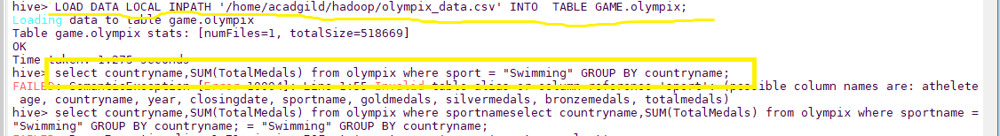 hive> LOAD DATA LOCAL INPATH '/home/acadgild/hadoop/olympix_data.csv' INTO  TABLE GAME.olympix;
Loading data to table game.olympix
Table game.olympix stats: [numFiles=1, totalSize=518669]
OK
Time taken: 1.275 seconds
hive> select countryname,SUM(TotalMedals) from olympix where sport = "Swimming" GROUP BY countryname;
FAILED: SemanticException [Error 10004]: Line 1:55 Invalid table alias or column reference 'sport': (possible column names are: athelete
 age, countryname, year, closingdate, sportname, goldmedals, silvermedals, bronzemedals, totalmedals)
hive> select countryname,SUM(TotalMedals) from olympix where sportnameselect countryname,SUM(TotalMedals) from olympix where sportname =
"Swimming" GROUP BY countryname; = "Swimming" GROUP BY countryname;